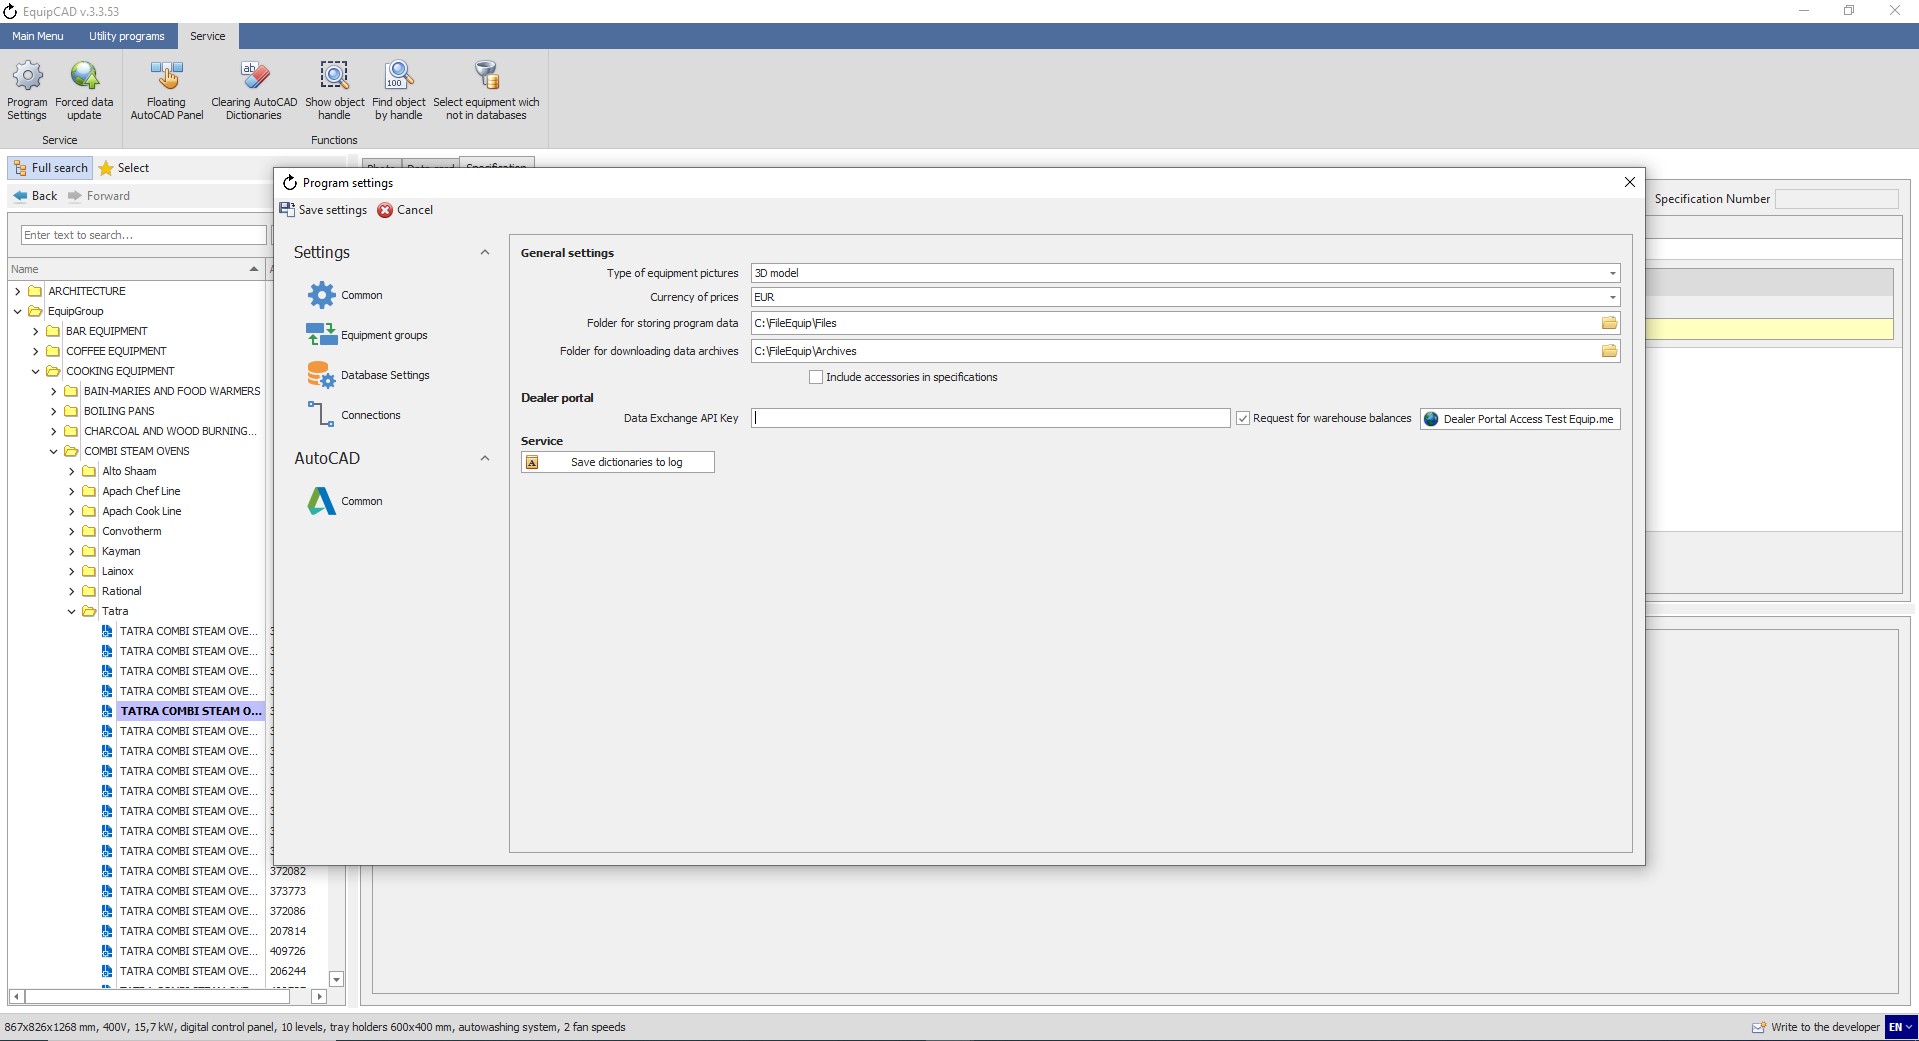 EquipCAD v.3.3.53
Main Menu Utility programs Service
Program Settings
Forced data update
Floating AutoCAD Panel
Clearing AutoCAD Dictionaries
Show object handle
Find object by handle
Select equipment wich not in databases
Service
Functions
Full search Select
Back Forward
Enter text to search...
Name
ARCHITECTURE
EquipGroup
BAR EQUIPMENT
COFFEE EQUIPMENT
COOKING EQUIPMENT
BAIN-MARIES AND FOOD WARMERS
BOILING PANS
CHARCOAL AND WOOD BURNING...
COMBI STEAM OVENS
Alto Shaam
Apach Chef Line
Apach Cook Line
Convotherm
Kayman
Lainox
Rational
Tatra
TATRA COMBI STEAM OVE...
TATRA COMBI STEAM OVE...
TATRA COMBI STEAM OVE...
TATRA COMBI STEAM OVE...
TATRA COMBI STEAM O...
TATRA COMBI STEAM OVE...
TATRA COMBI STEAM OVE...
TATRA COMBI STEAM OVE...
TATRA COMBI STEAM OVE...
TATRA COMBI STEAM OVE...
TATRA COMBI STEAM OVE...
TATRA COMBI STEAM OVE...
TATRA COMBI STEAM OVE... 372082
TATRA COMBI STEAM OVE... 373773
TATRA COMBI STEAM OVE... 372086
TATRA COMBI STEAM OVE... 207814
TATRA COMBI STEAM OVE... 409726
TATRA COMBI STEAM OVE... 206244
Specification Number
Program settings
Save settings Cancel
Settings
Common
Equipment groups
Database Settings
Connections
AutoCAD
Common
General settings
Type of equipment pictures 3D model
Currency of prices EUR
Folder for storing program data C:\FileEquip\Files
Folder for downloading data archives C:\FileEquip\Archives
Include accessories in specifications
Dealer portal
Data Exchange API Key Request for warehouse balances Dealer Portal Access Test Equip.me
Service
Save dictionaries to log
867x826x1268 mm, 400V, 15,7 kW, digital control panel, 10 levels, tray holders 600x400 mm, autowashing system, 2 fan speeds
Write to the developer EN